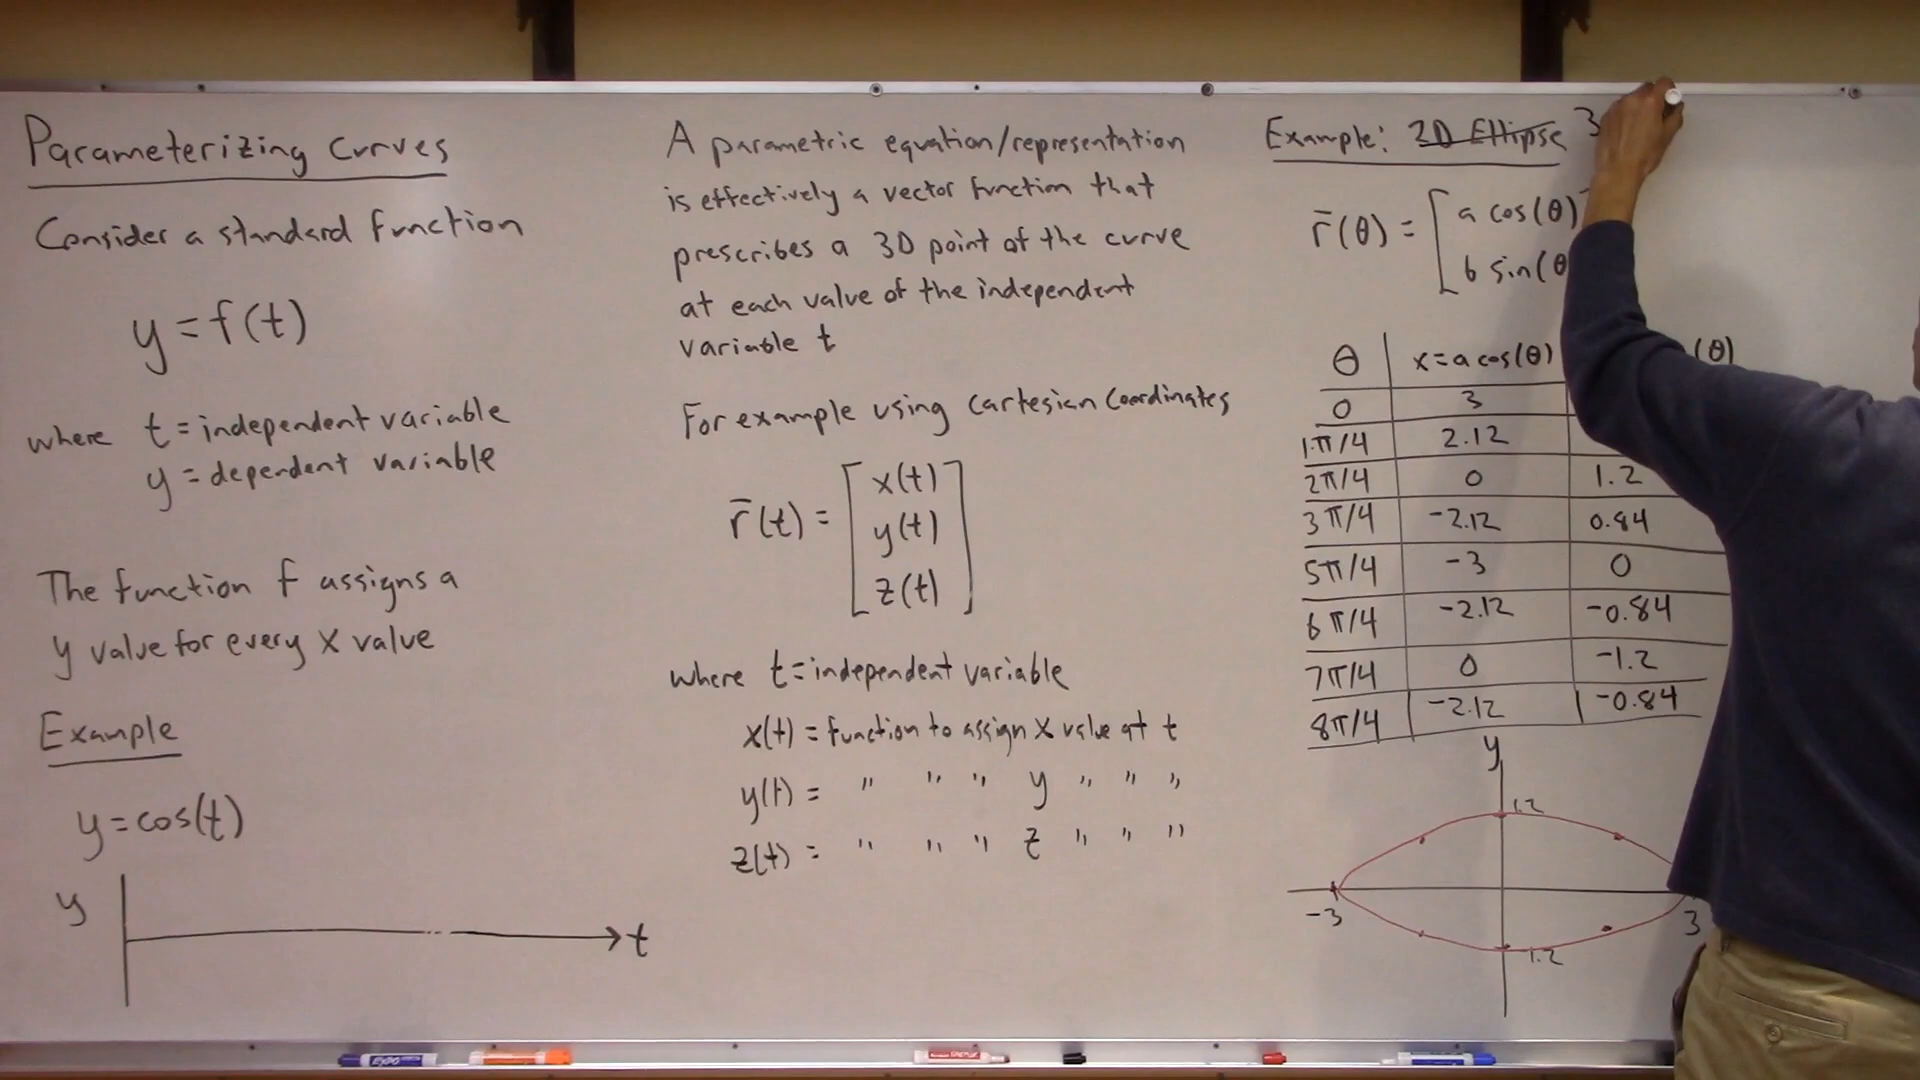 Parameterizing Curves
Consider a standard function
y = f(t)
where t = independent variable
y = dependent variable
The function f assigns a
y value for every x value
Example
y = cos(t)
y
t
A parametric equation/representation
is effectively a vector function that
prescribes a 3D point of the curve
at each value of the independent
variable t
For example using Cartesian Coordinates
r̄(t) = [x(t)
y(t)
z(t)]
where t = independent variable
x(t) = function to assign x value at t
y(t) = " " " y " " "
z(t) = " " " z " " "
Example: 2D Ellipse 3
r̄(θ) = [a cos(θ)
b sin(θ
θ x = a cos(θ) (θ)
0 3
1π/4 2.12
2π/4 0 1.2
3π/4 -2.12 0.84
5π/4 -3 0
6π/4 -2.12 -0.84
7π/4 0 -1.2
8π/4 -2.12 -0.84
y
1.2
-3
3
-1.2
EXPO